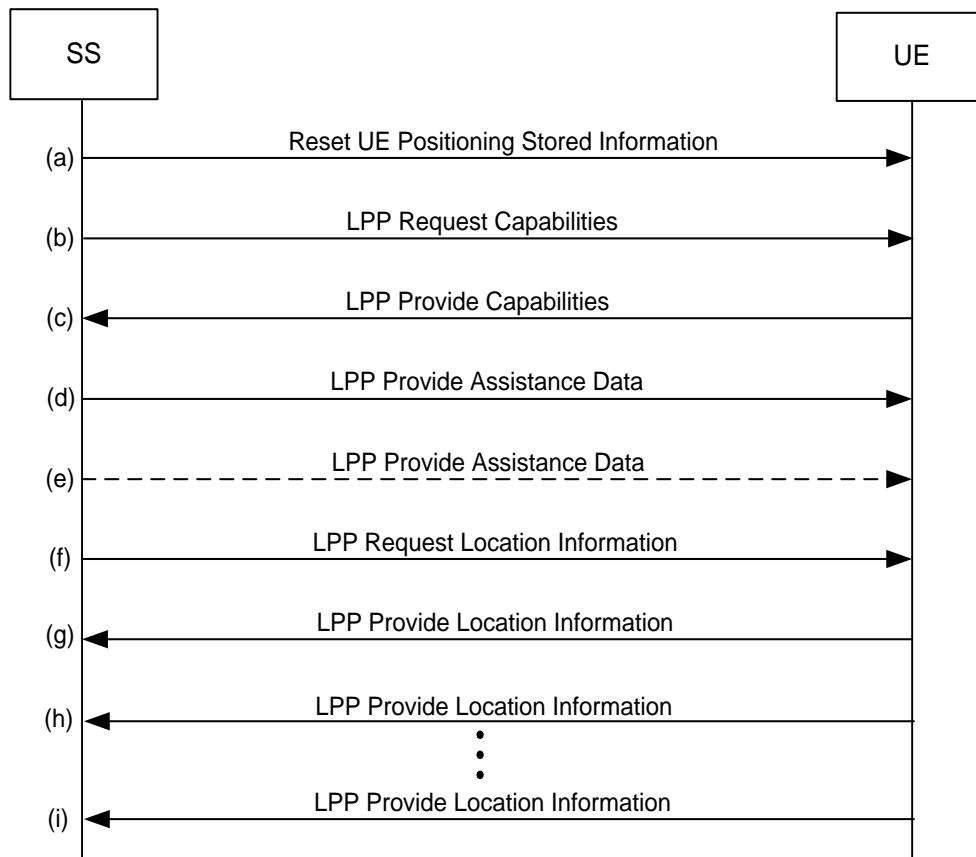 SS
UE
(a) Reset UE Positioning Stored Information
(b) LPP Request Capabilities
(c) LPP Provide Capabilities
(d) LPP Provide Assistance Data
(e) LPP Provide Assistance Data
(f) LPP Request Location Information
(g) LPP Provide Location Information
(h) LPP Provide Location Information
(i) LPP Provide Location Information